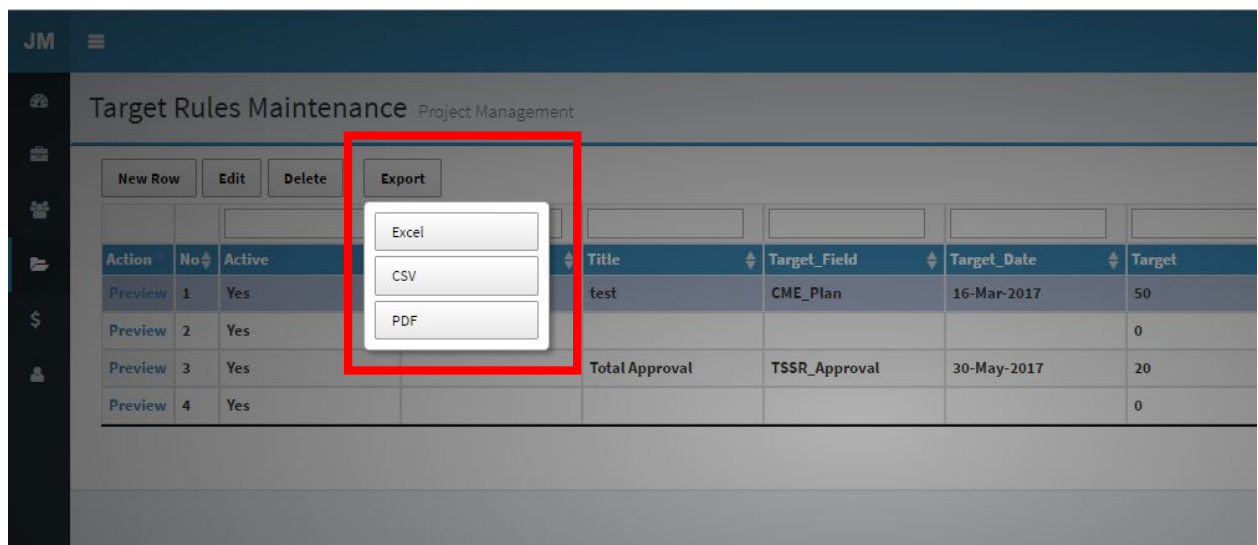 JM
Target Rules Maintenance Project Management
New Row Edit Delete Export
Excel
CSV
PDF
Action No Active Title Target_Field Target_Date Target
Preview 1 Yes test CME_Plan 16-Mar-2017 50
Preview 2 Yes 0
Preview 3 Yes Total Approval TSSR_Approval 30-May-2017 20
Preview 4 Yes 0